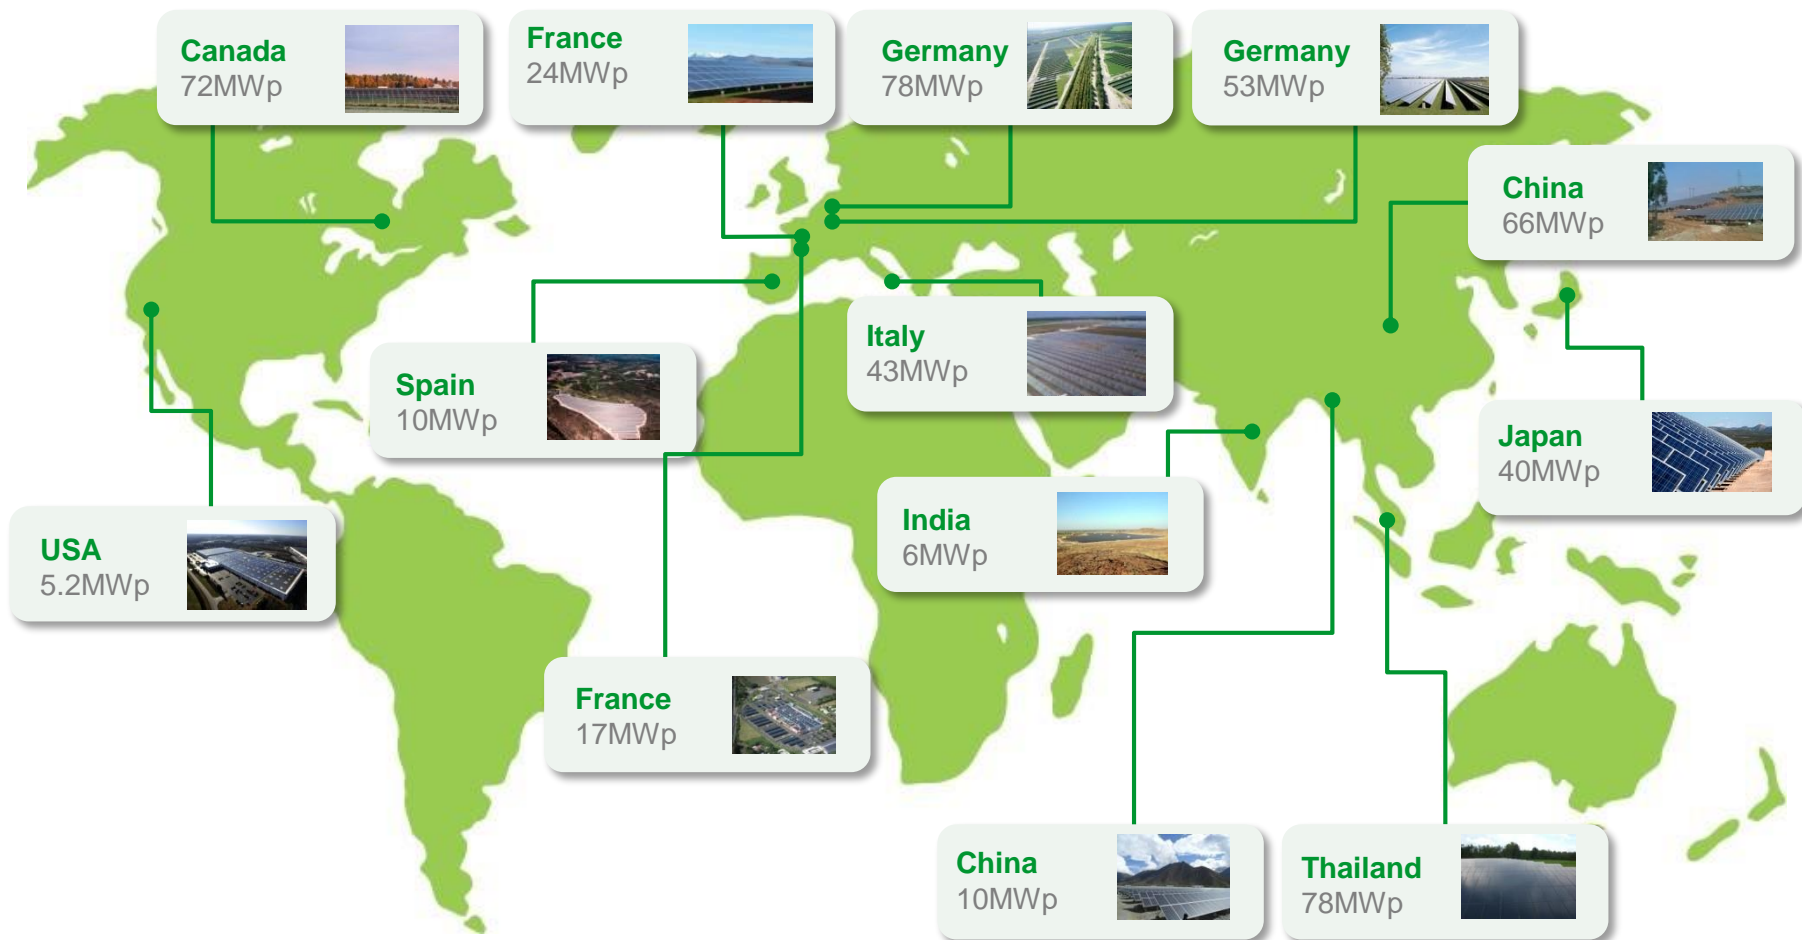 Canada
72MWp
France
24MWp
Germany
78MWp
Germany
53MWp
China
66MWp
Italy
43MWp
Spain
10MWp
Japan
40MWp
India
6MWp
USA
5.2MWp
France
17MWp
China
10MWp
Thailand
78MWp